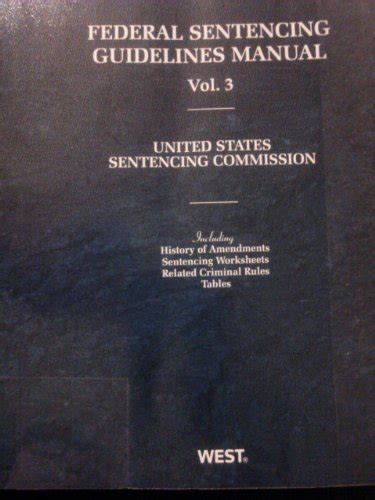 FEDERAL SENTENCING
GUIDELINES MANUAL
Vol. 3
UNITED STATES
SENTENCING COMMISSION
Including
History of Amendments
Sentencing Worksheets
Related Criminal Rules
Tables
WEST®